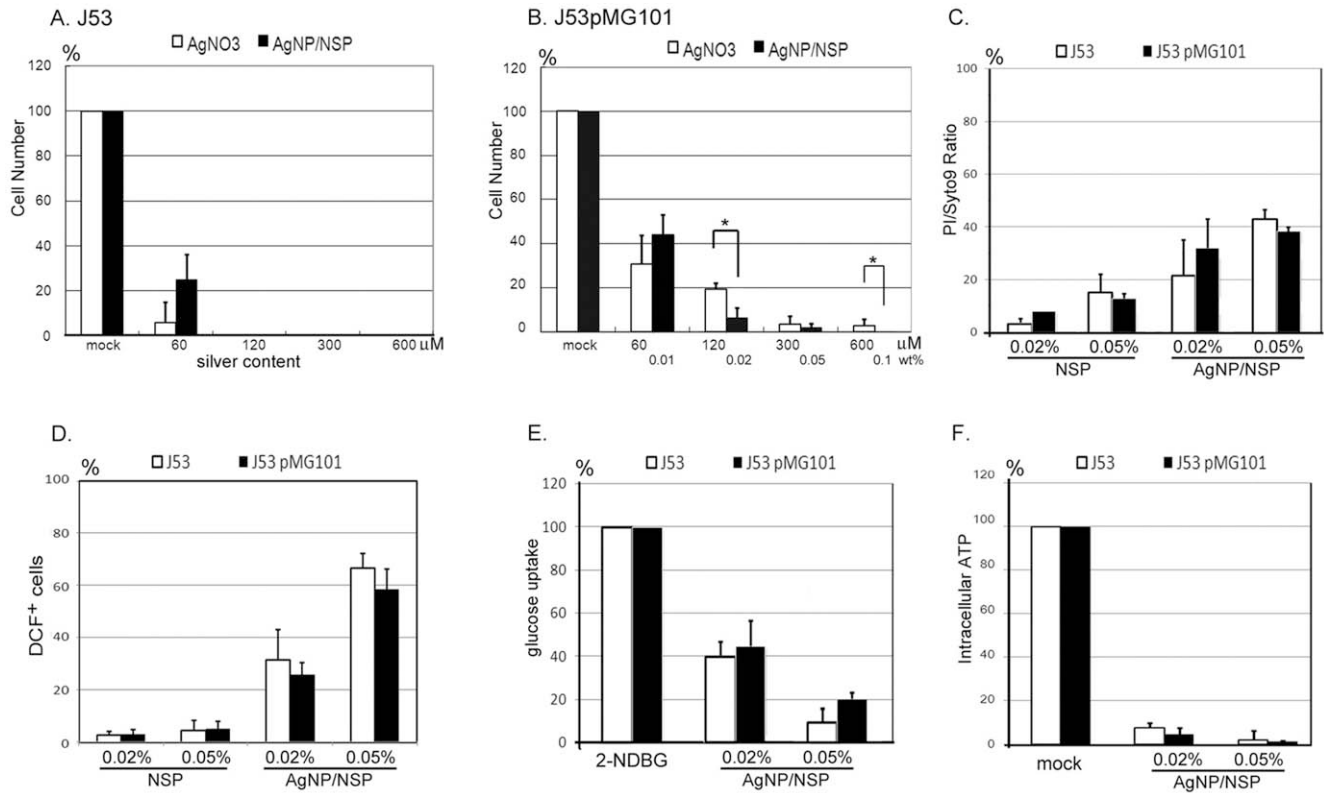 A. J53
% AgNO3 AgNP/NSP
120
100
80
60
40
20
0
Cell Number
mock 60 120 300 600 μM
silver content
B. J53pMG101
% AgNO3 AgNP/NSP
120
100
80
60
40
20
0
Cell Number
*
*
mock 60 120 300 600 μM
0.01 0.02 0.05 0.1 wt%
C.
% J53 J53 pMG101
100
80
60
40
20
0
PI/Syto9 Ratio
0.02% 0.05% 0.02% 0.05%
NSP AgNP/NSP
D.
% J53 J53 pMG101
100
80
60
40
20
0
DCF+ cells
0.02% 0.05% 0.02% 0.05%
NSP AgNP/NSP
E.
% J53 J53 pMG101
120
100
80
60
40
20
0
glucose uptake
2-NDBG 0.02% 0.05%
AgNP/NSP
F.
% J53 J53 pMG101
120
100
80
60
40
20
0
Intracellular ATP
mock 0.02% 0.05%
AgNP/NSP